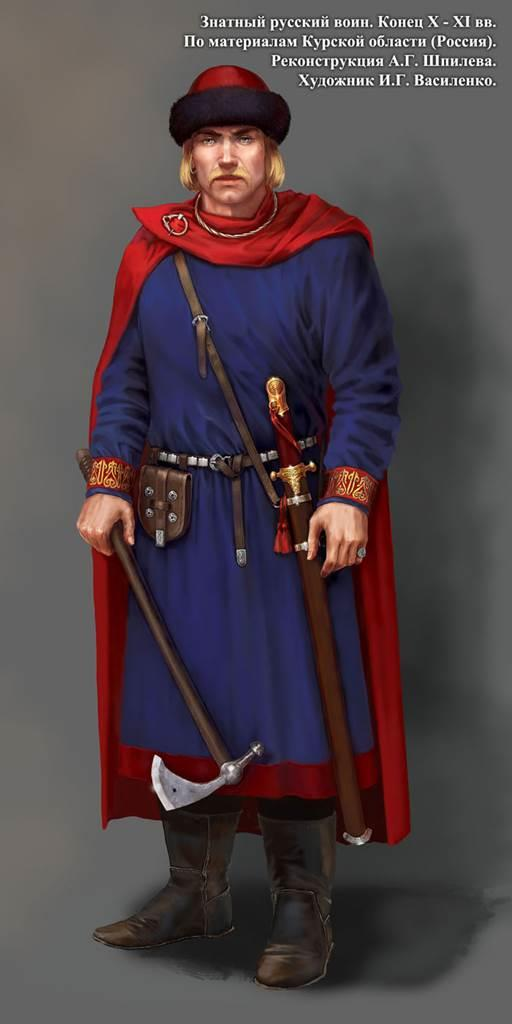 Знатный русский воин. Конец X - XI вв.
По материалам Курской области (Россия).
Реконструкция А.Г. Шпилева.
Художник И.Г. Василенко.